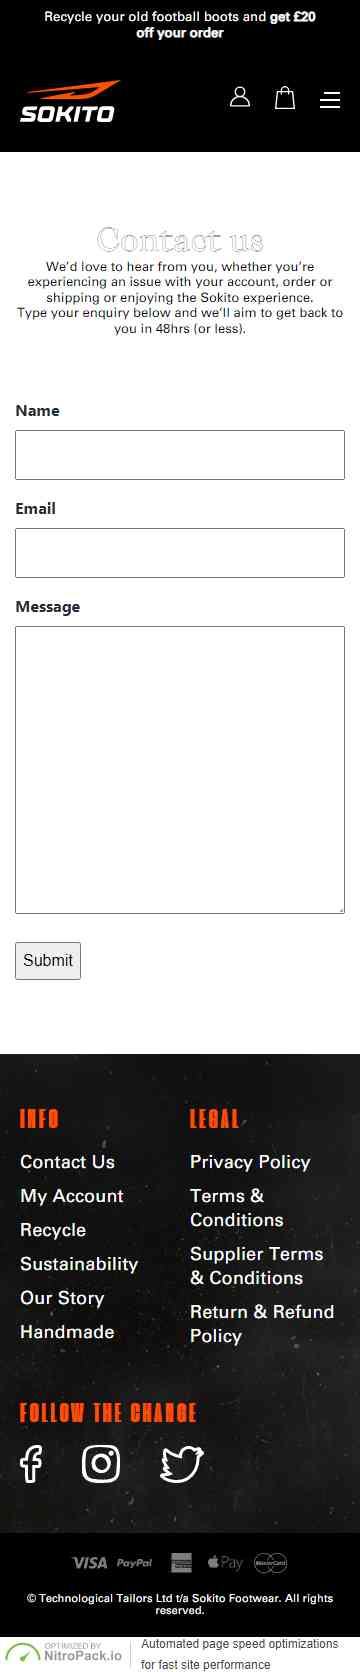 Recycle your old football boots and get £20
off your order
SOKITO
Contact us
We'd love to hear from you, whether you're
experiencing an issue with your account, order or
shipping or enjoying the Sokito experience.
Type your enquiry below and we'll aim to get back to
you in 48hrs (or less).
Name
Email
Message
Submit
INFO
Contact Us
My Account
Recycle
Sustainability
Our Story
Handmade
LEGAL
Privacy Policy
Terms &
Conditions
Supplier Terms
& Conditions
Return & Refund
Policy
FOLLOW THE CHANGE
VISA PayPal AMERICAN EXPRESS Pay MasterCard
© Technological Tailors Ltd t/a Sokito Footwear. All rights
reserved.
OPTIMIZED BY
NitroPack.io
Automated page speed optimizations
for fast site performance